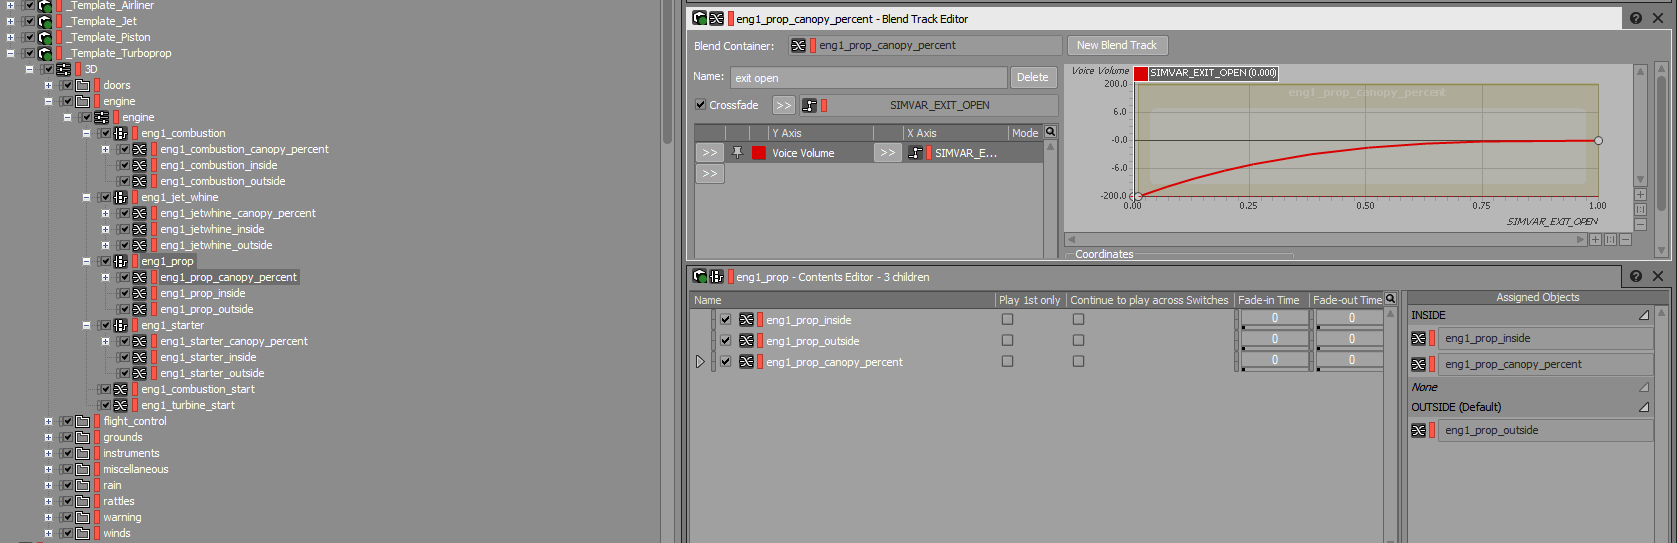 _Template_Airliner
_Template_Jet
_Template_Piston
_Template_Turboprop
3D
doors
engine
engine
eng1_combustion
eng1_combustion_canopy_percent
eng1_combustion_inside
eng1_combustion_outside
eng1_jet_whine
eng1_jetwhine_canopy_percent
eng1_jetwhine_inside
eng1_jetwhine_outside
eng1_prop
eng1_prop_canopy_percent
eng1_prop_inside
eng1_prop_outside
eng1_starter
eng1_starter_canopy_percent
eng1_starter_inside
eng1_starter_outside
eng1_combustion_start
eng1_turbine_start
flight_control
grounds
instruments
miscellaneous
rain
rattles
warning
winds
eng1_prop_canopy_percent - Blend Track Editor
Blend Container: eng1_prop_canopy_percent New Blend Track
Name: exit open Delete
Crossfade >> SIMVAR_EXIT_OPEN
Y Axis X Axis Mode
>> Voice Volume >> SIMVAR_E...
>>
Voice Volume SIMVAR_EXIT_OPEN (0.000)
200.0 eng1_prop_canopy_percent
6.0
-0.0
-6.0
-200.0
0.00 0.25 0.50 0.75 1.00
SIMVAR_EXIT_OPEN
Coordinates
eng1_prop - Contents Editor - 3 children
Name Play 1st only Continue to play across Switches Fade-in Time Fade-out Time
eng1_prop_inside 0 0
eng1_prop_outside 0 0
eng1_prop_canopy_percent 0 0
Assigned Objects
INSIDE
eng1_prop_inside
eng1_prop_canopy_percent
None
OUTSIDE (Default)
eng1_prop_outside